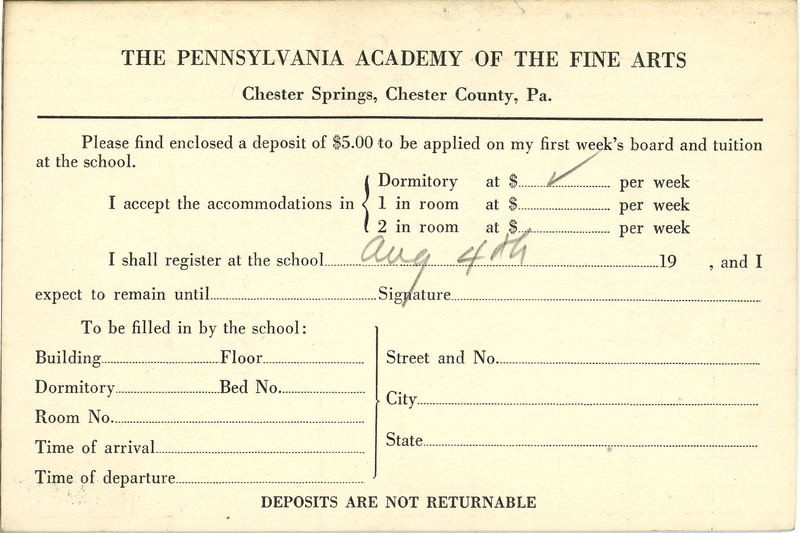 THE PENNSYLVANIA ACADEMY OF THE FINE ARTS
Chester Springs, Chester County, Pa.
Please find enclosed a deposit of $5.00 to be applied on my first week's board and tuition
at the school.
I accept the accommodations in { Dormitory at $ ✓ per week
1 in room at $ per week
2 in room at $ per week
I shall register at the school Aug 4th 19 , and I
expect to remain until Signature
To be filled in by the school:
Building Floor
Dormitory Bed No.
Room No.
Time of arrival
Time of departure
Street and No.
City
State
DEPOSITS ARE NOT RETURNABLE